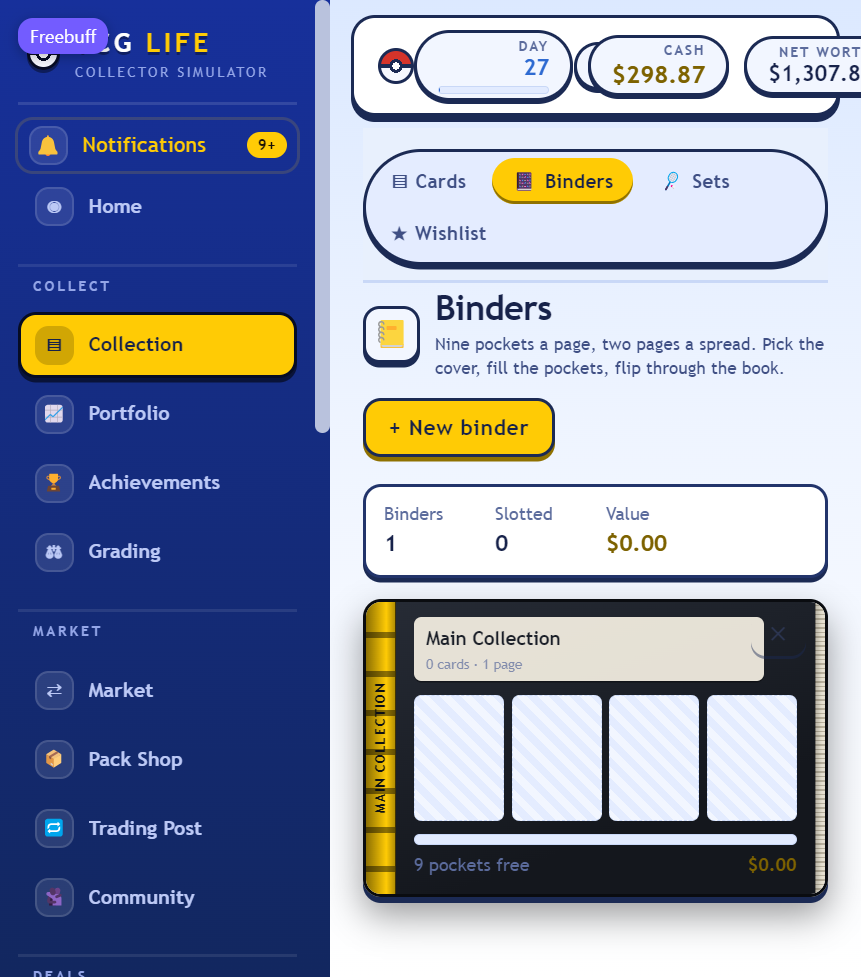 Freebuff
CG LIFE
COLLECTOR SIMULATOR
Notifications
9+
Home
COLLECT
Collection
Portfolio
Achievements
Grading
MARKET
Market
Pack Shop
Trading Post
Community
DEALS
DAY
27
CASH
$298.87
NET WORT
$1,307.8
Cards
Binders
Sets
Wishlist
Binders
Nine pockets a page, two pages a spread. Pick the
cover, fill the pockets, flip through the book.
+ New binder
Binders
1
Slotted
0
Value
$0.00
MAIN COLLECTION
Main Collection
0 cards · 1 page
9 pockets free
$0.00